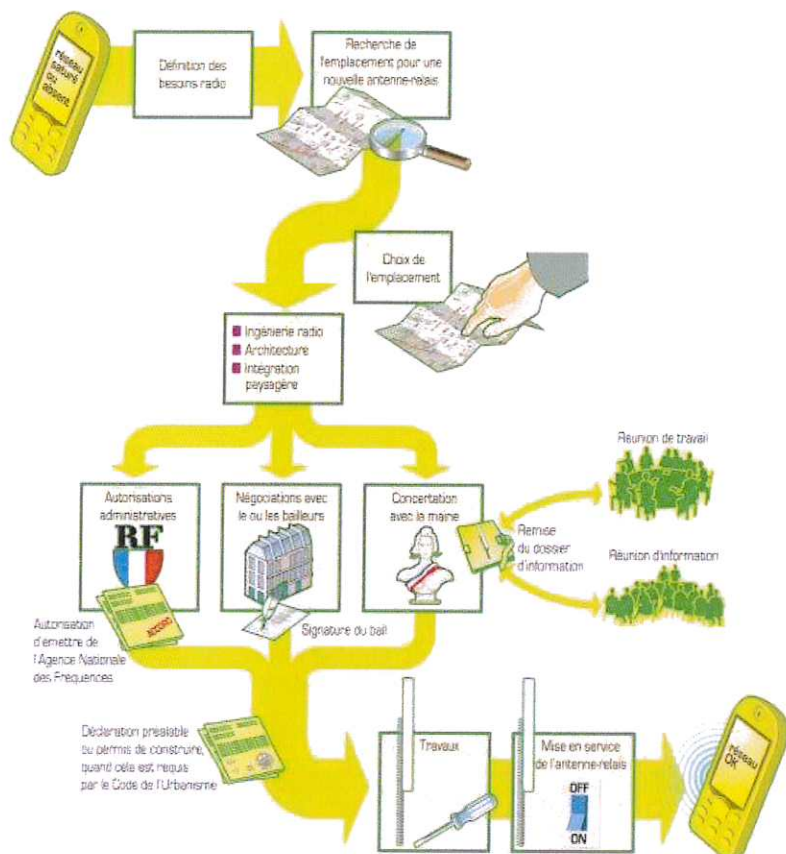 réseau
saturé
ou
absent
Définition des
besoins radio
Recherche de
l'emplacement pour une
nouvelle antenne-relais
Choix de
l'emplacement
Ingénierie radio
Architecture
Intégration
paysagère
Autorisations
administratives
RF
ACCORD
Autorisation
d'émettre de
l'Agence Nationale
des Fréquences
Négociations avec
le ou les bailleurs
Signature du bail
Concertation
avec la mairie
Remise
du dossier
d'information
Réunion de travail
Réunion d'information
Déclaration préalable
ou permis de construire,
quand cela est requis
par le Code de l'Urbanisme
Travaux
Mise en service
de l'antenne-relais
OFF
ON
réseau
OK